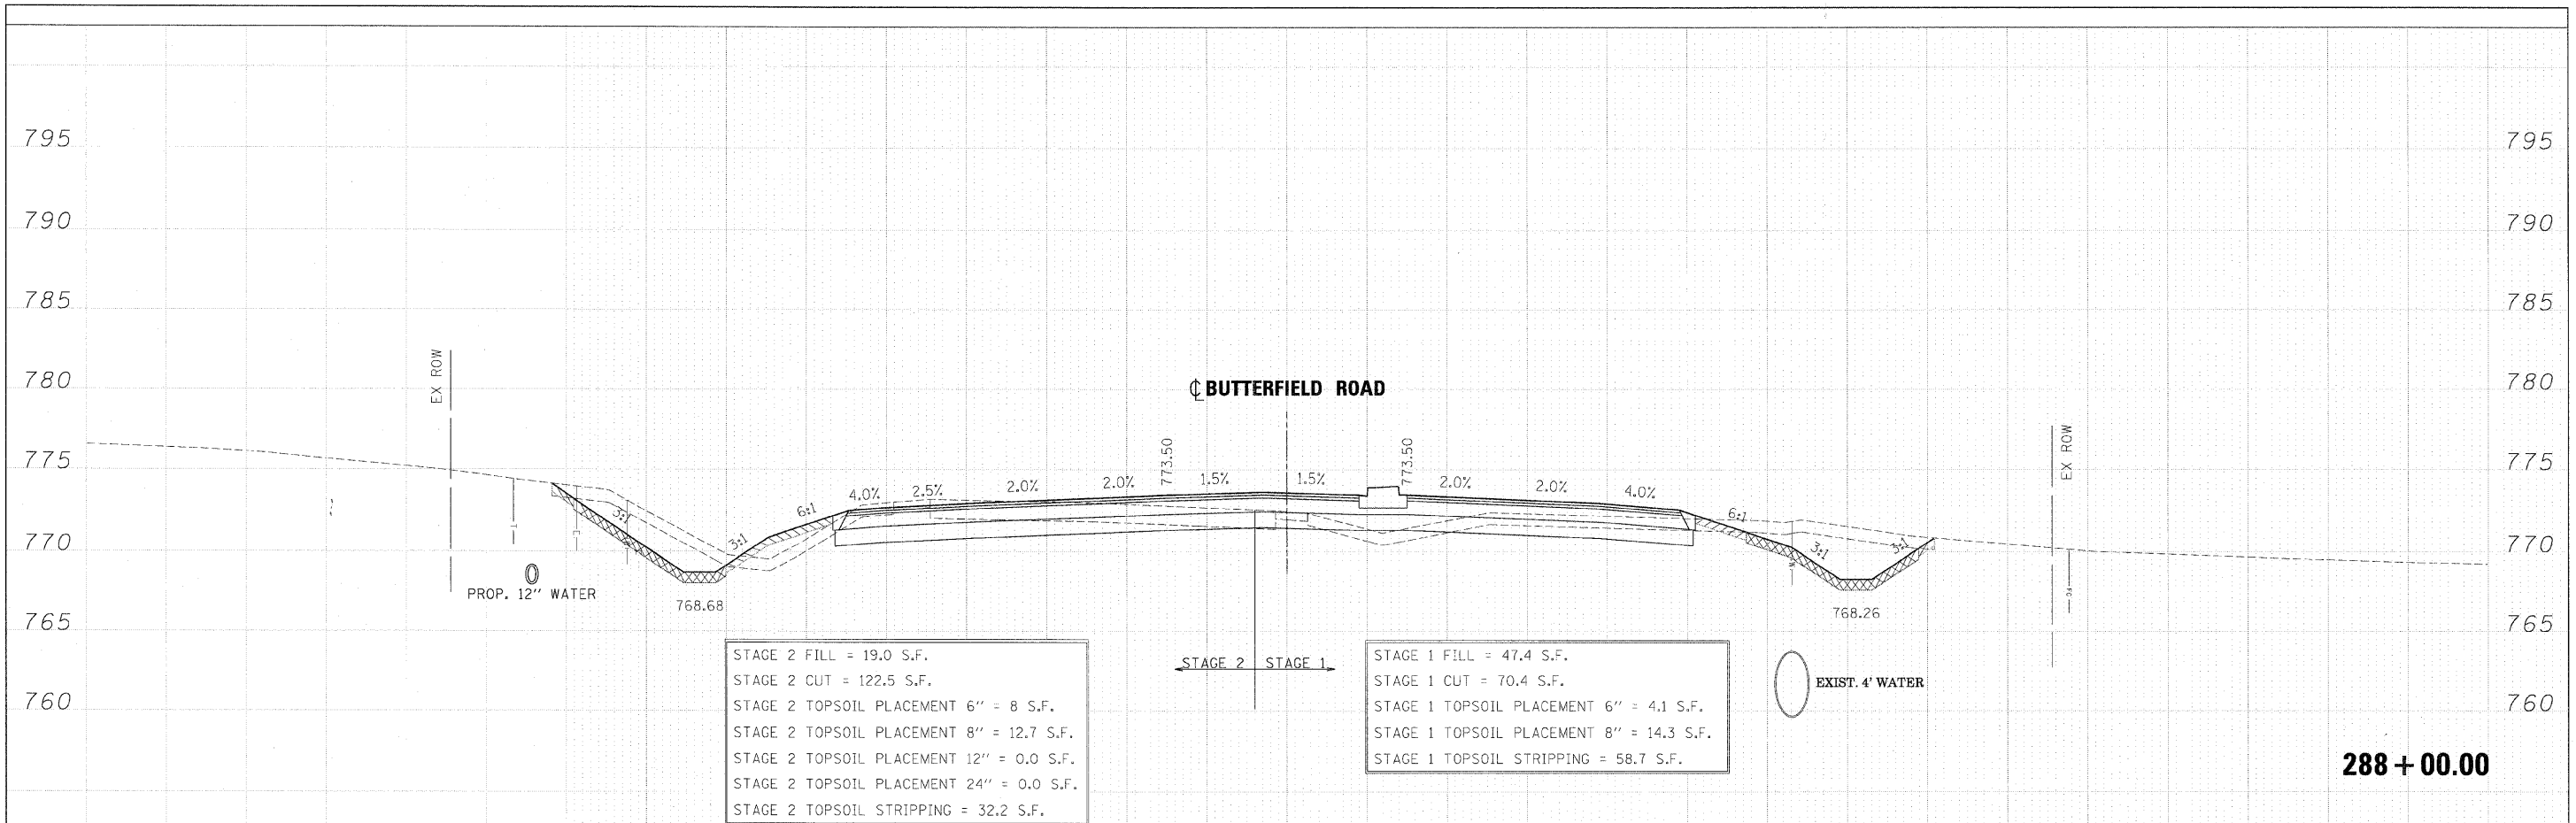 795
795
790
790
785
785
EX ROW
780
780
℄ BUTTERFIELD ROAD
EX ROW
775
775
773.50
773.50
4.0%
2.5%
2.0%
2.0%
1.5%
1.5%
2.0%
2.0%
4.0%
3:1
3:1
6:1
6:1
3:1
3:1
770
770
PROP. 12" WATER
768.68
768.26
765
765
STAGE 2
STAGE 1
STAGE 2 FILL = 19.0 S.F.
STAGE 2 CUT = 122.5 S.F.
STAGE 2 TOPSOIL PLACEMENT 6" = 8 S.F.
STAGE 2 TOPSOIL PLACEMENT 8" = 12.7 S.F.
STAGE 2 TOPSOIL PLACEMENT 12" = 0.0 S.F.
STAGE 2 TOPSOIL PLACEMENT 24" = 0.0 S.F.
STAGE 2 TOPSOIL STRIPPING = 32.2 S.F.
STAGE 1 FILL = 47.4 S.F.
STAGE 1 CUT = 70.4 S.F.
STAGE 1 TOPSOIL PLACEMENT 6" = 4.1 S.F.
STAGE 1 TOPSOIL PLACEMENT 8" = 14.3 S.F.
STAGE 1 TOPSOIL STRIPPING = 58.7 S.F.
EXIST. 4' WATER
760
760
288 + 00.00